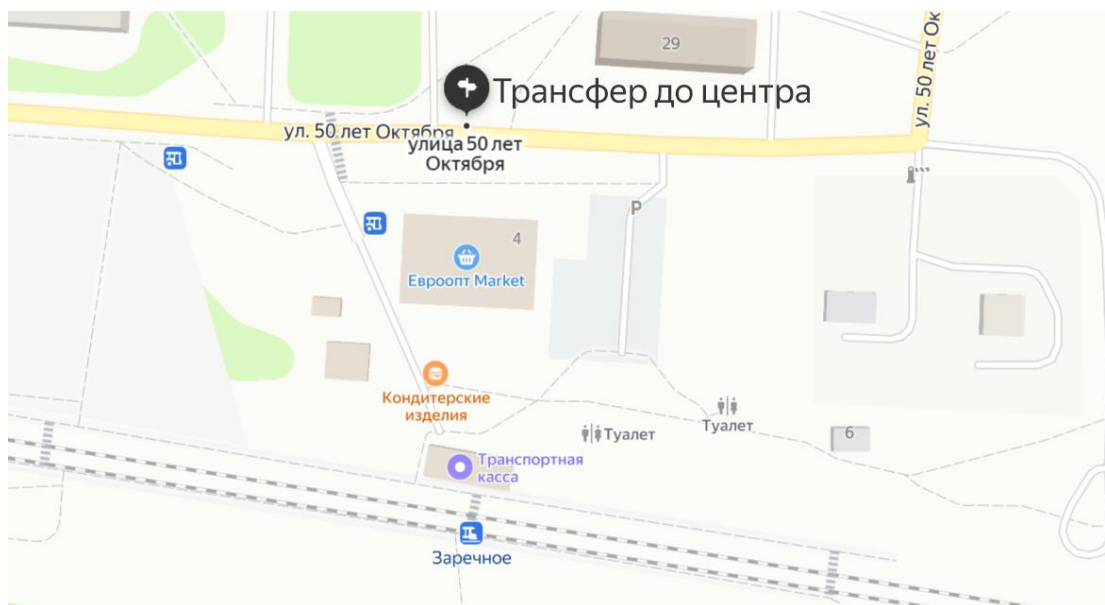 29
Трансфер до центра
ул. 50 лет Ок
ул. 50 лет Октября
улица 50 лет
Октября
P
4
Евроопт Market
Кондитерские
изделия
Туалет
Туалет
6
Транспортная
касса
Заречное